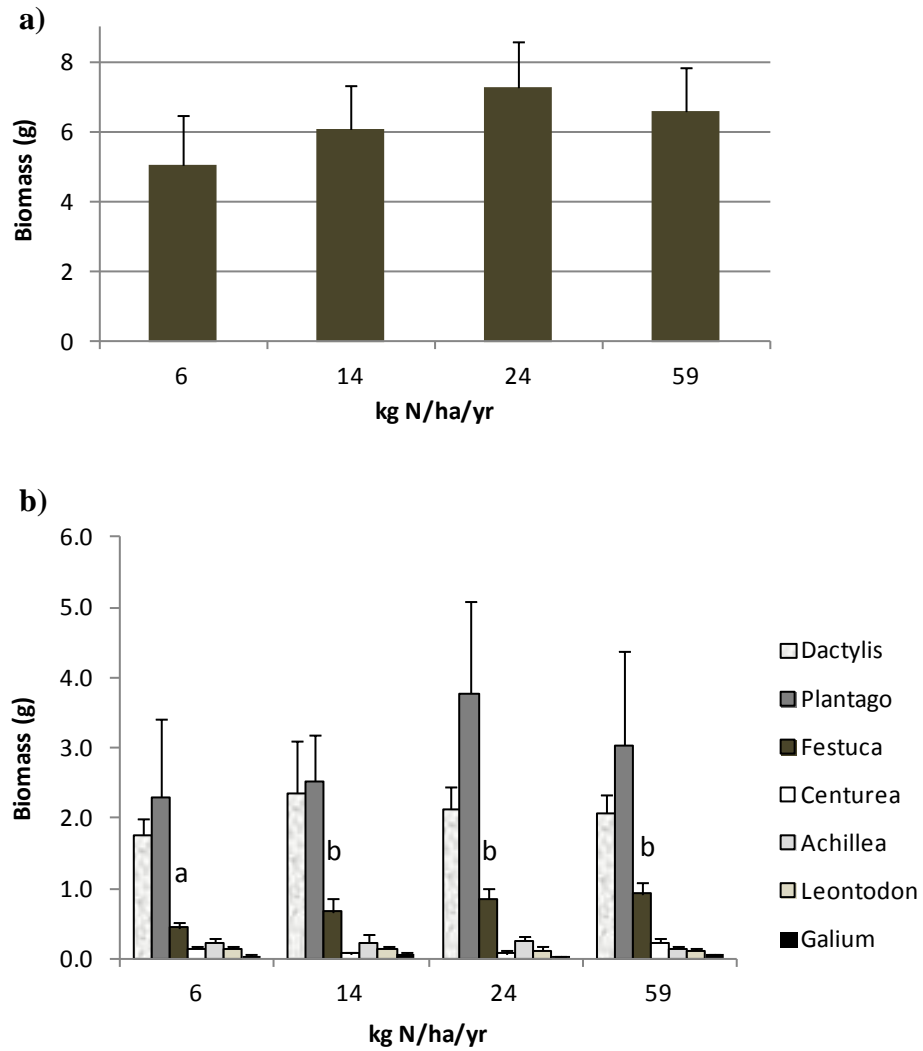 a)
8
6
4
2
0
Biomass (g)
6 14 24 59
kg N/ha/yr
b)
6.0
5.0
4.0
3.0
2.0
1.0
0.0
Biomass (g)
a b b b
6 14 24 59
kg N/ha/yr
Dactylis
Plantago
Festuca
Centurea
Achillea
Leontodon
Galium